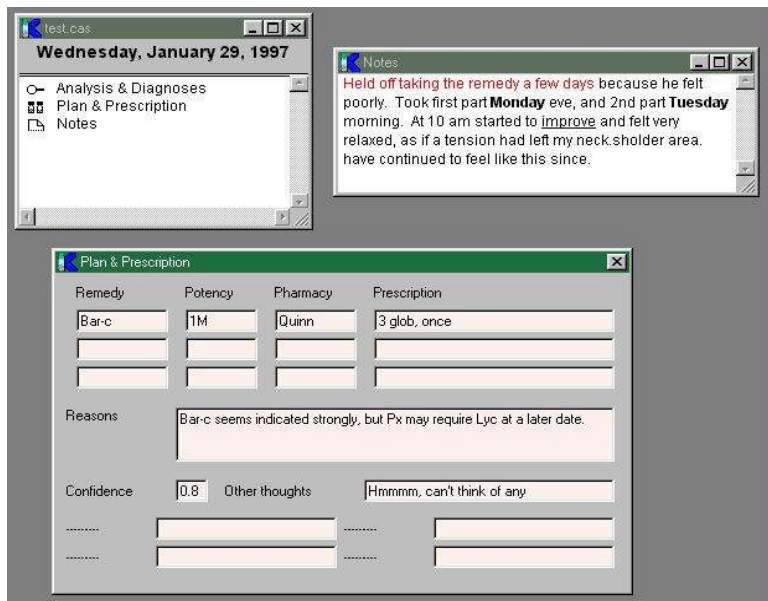 test.cas
Wednesday, January 29, 1997
Analysis & Diagnoses
Plan & Prescription
Notes
Notes
Held off taking the remedy a few days because he felt
poorly. Took first part Monday eve, and 2nd part Tuesday
morning. At 10 am started to improve and felt very
relaxed, as if a tension had left my neck.sholder area.
have continued to feel like this since.
Plan & Prescription
Remedy Potency Pharmacy Prescription
Bar-c 1M Quinn 3 glob, once
Reasons Bar-c seems indicated strongly, but Px may require Lyc at a later date.
Confidence 0.8 Other thoughts Hmmmm, can't think of any
--------- ---------
--------- ---------